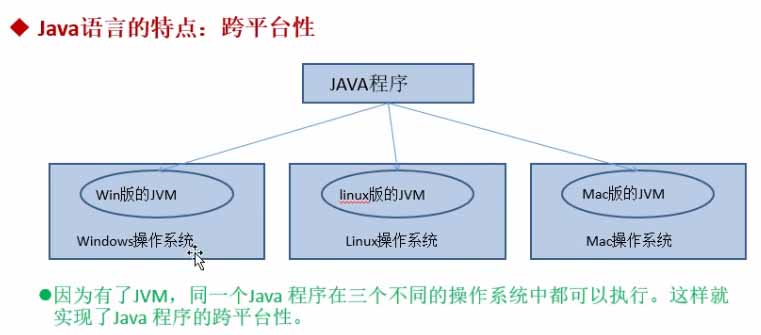 ◆ Java语言的特点：跨平台性
JAVA程序
Win版的JVM
linux版的JVM
Mac版的JVM
Windows操作系统
Linux操作系统
Mac操作系统
●因为有了JVM，同一个Java 程序在三个不同的操作系统中都可以执行。这样就
实现了Java 程序的跨平台性。